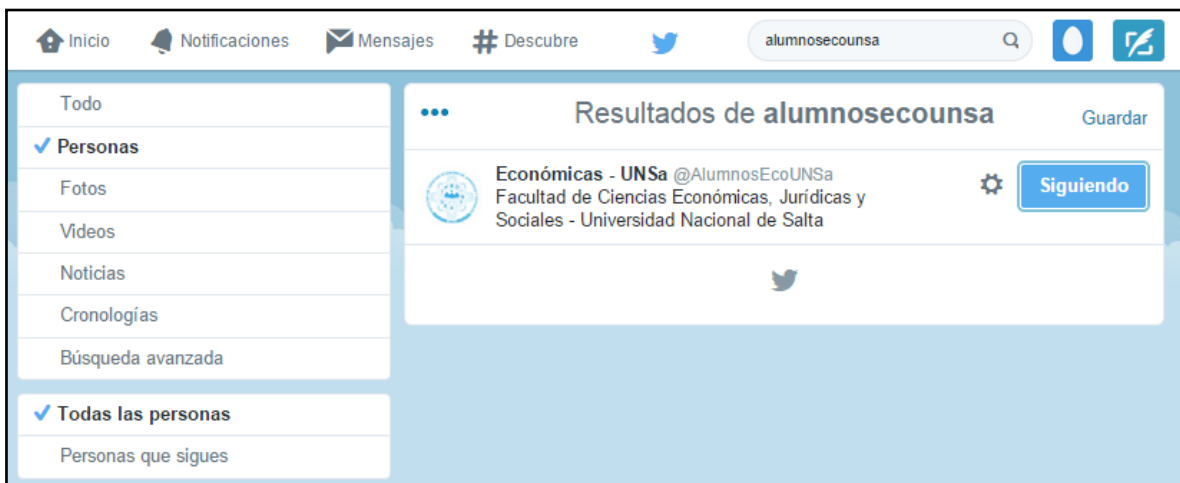 Inicio Notificaciones Mensajes Descubre alumnosecounsa
Todo
Personas
Fotos
Videos
Noticias
Cronologías
Búsqueda avanzada
Todas las personas
Personas que sigues
Resultados de alumnosecounsa Guardar
Económicas - UNSa @AlumnosEcoUNSa
Facultad de Ciencias Económicas, Jurídicas y
Sociales - Universidad Nacional de Salta
Siguiendo